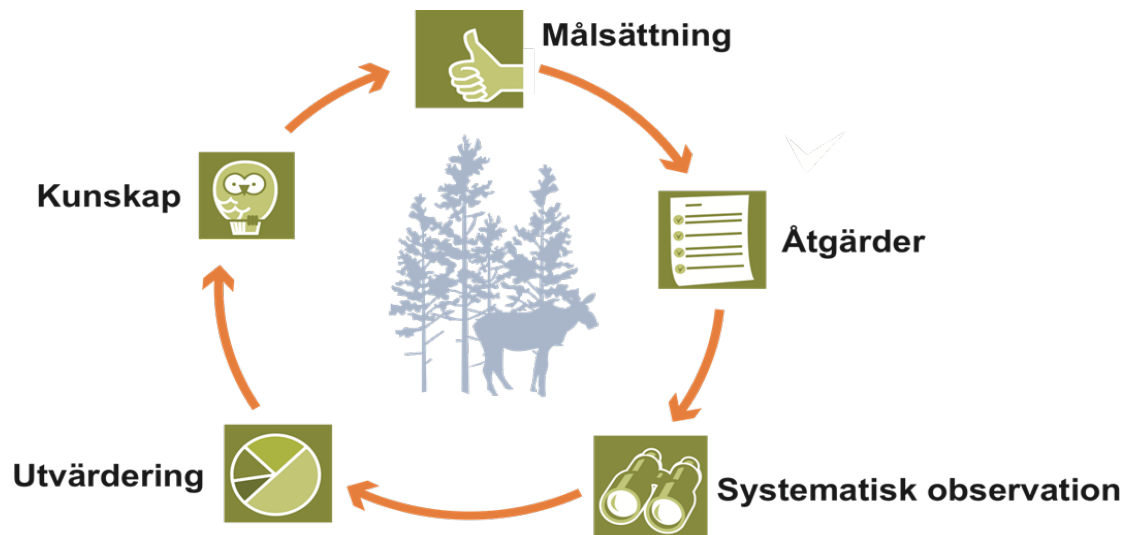 Målsättning
Kunskap
Åtgärder
Utvärdering
Systematisk observation